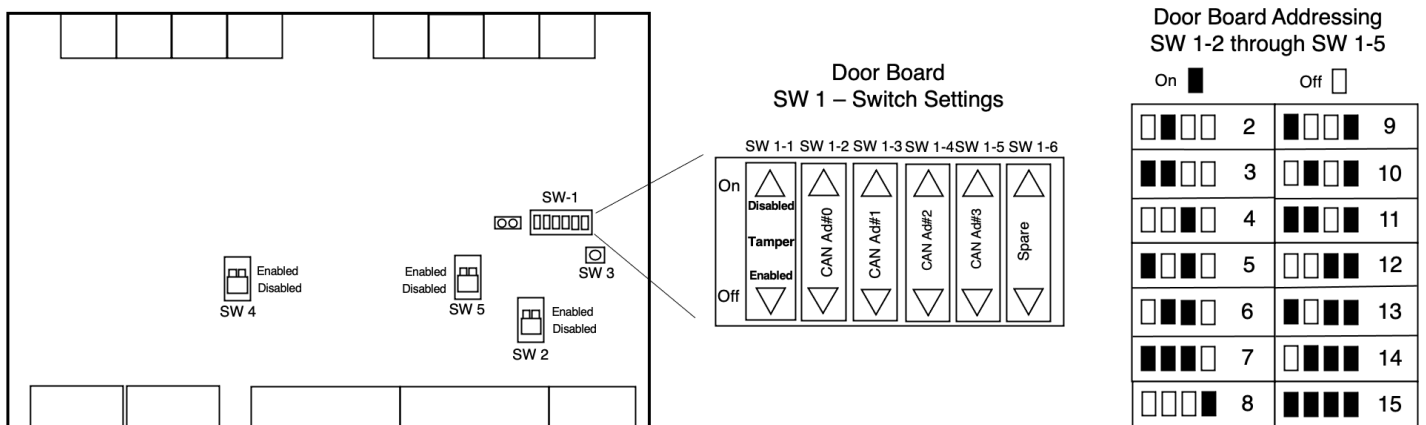 Door Board Addressing
SW 1-2 through SW 1-5
On Off
Door Board
SW 1 – Switch Settings
SW 1-1 SW 1-2 SW 1-3 SW 1-4SW 1-5 SW 1-6
On
Disabled
Tamper
Enabled
Off
CAN Ad#0
CAN Ad#1
CAN Ad#2
CAN Ad#3
Spare
SW-1
SW 3
Enabled
Disabled
SW 4
Enabled
Disabled
SW 5
Enabled
Disabled
SW 2
2 9
3 10
4 11
5 12
6 13
7 14
8 15